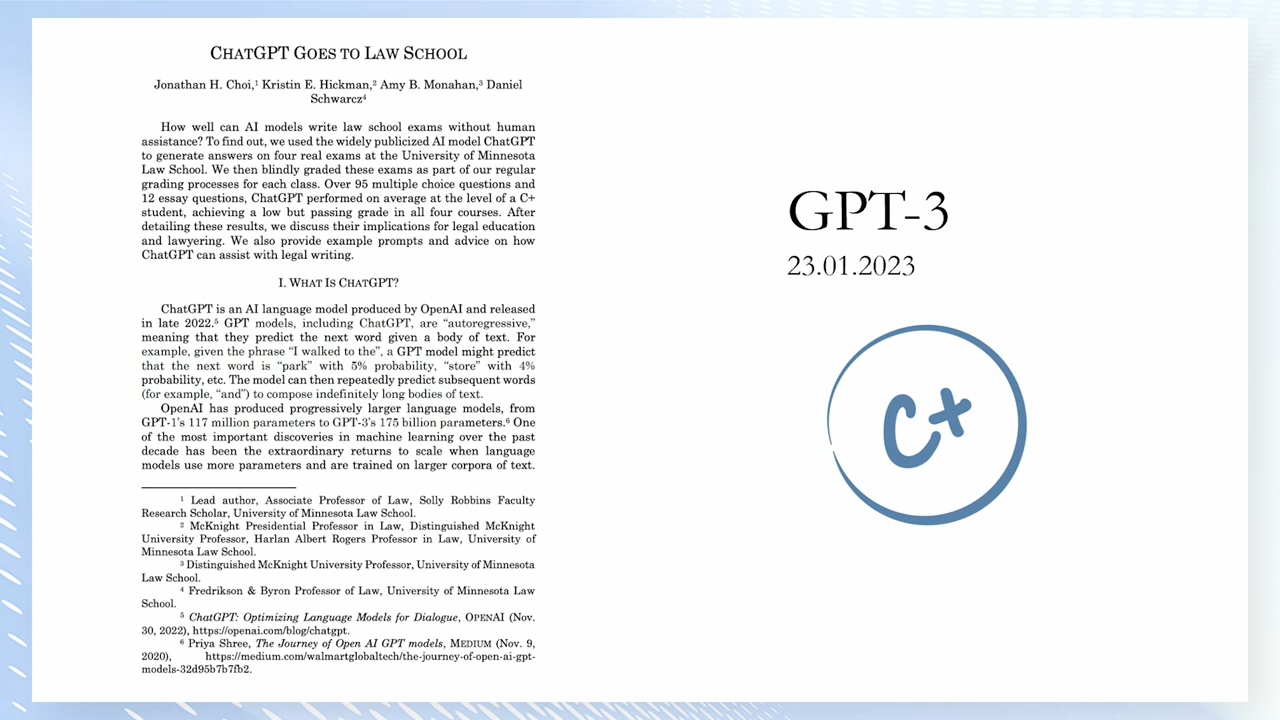 CHATGPT GOES TO LAW SCHOOL
Jonathan H. Choi,¹ Kristin E. Hickman,² Amy B. Monahan,³ Daniel
Schwarcz⁴
How well can AI models write law school exams without human
assistance? To find out, we used the widely publicized AI model ChatGPT
to generate answers on four real exams at the University of Minnesota
Law School. We then blindly graded these exams as part of our regular
grading processes for each class. Over 95 multiple choice questions and
12 essay questions, ChatGPT performed on average at the level of a C+
student, achieving a low but passing grade in all four courses. After
detailing these results, we discuss their implications for legal education
and lawyering. We also provide example prompts and advice on how
ChatGPT can assist with legal writing.
I. WHAT IS CHATGPT?
ChatGPT is an AI language model produced by OpenAI and released
in late 2022.⁵ GPT models, including ChatGPT, are “autoregressive,”
meaning that they predict the next word given a body of text. For
example, given the phrase “I walked to the”, a GPT model might predict
that the next word is “park” with 5% probability, “store” with 4%
probability, etc. The model can then repeatedly predict subsequent words
(for example, “and”) to compose indefinitely long bodies of text.
OpenAI has produced progressively larger language models, from
GPT-1’s 117 million parameters to GPT-3’s 175 billion parameters.⁶ One
of the most important discoveries in machine learning over the past
decade has been the extraordinary returns to scale when language
models use more parameters and are trained on larger corpora of text.
¹ Lead author, Associate Professor of Law, Solly Robbins Faculty
Research Scholar, University of Minnesota Law School.
² McKnight Presidential Professor in Law, Distinguished McKnight
University Professor, Harlan Albert Rogers Professor in Law, University of
Minnesota Law School.
³ Distinguished McKnight University Professor, University of Minnesota
Law School.
⁴ Fredrikson & Byron Professor of Law, University of Minnesota Law
School.
⁵ ChatGPT: Optimizing Language Models for Dialogue, OPENAI (Nov.
30, 2022), https://openai.com/blog/chatgpt.
⁶ Priya Shree, The Journey of Open AI GPT models, MEDIUM (Nov. 9,
2020), https://medium.com/walmartglobaltech/the-journey-of-open-ai-gpt-
models-32d95b7b7fb2.
GPT-3
23.01.2023
C+